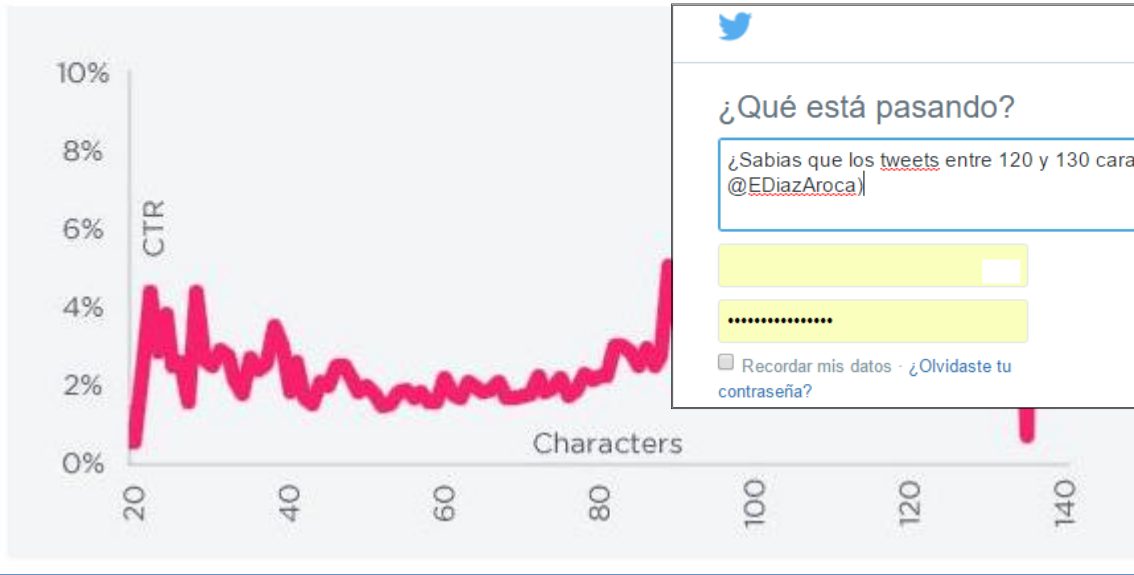 10%
8%
6%
4%
2%
0%
CTR
Characters
20
40
60
80
100
120
140
¿Qué está pasando?
¿Sabias que los tweets entre 120 y 130 cara
@EDiazAroca)
••••••••••••••••
Recordar mis datos · ¿Olvidaste tu
contraseña?